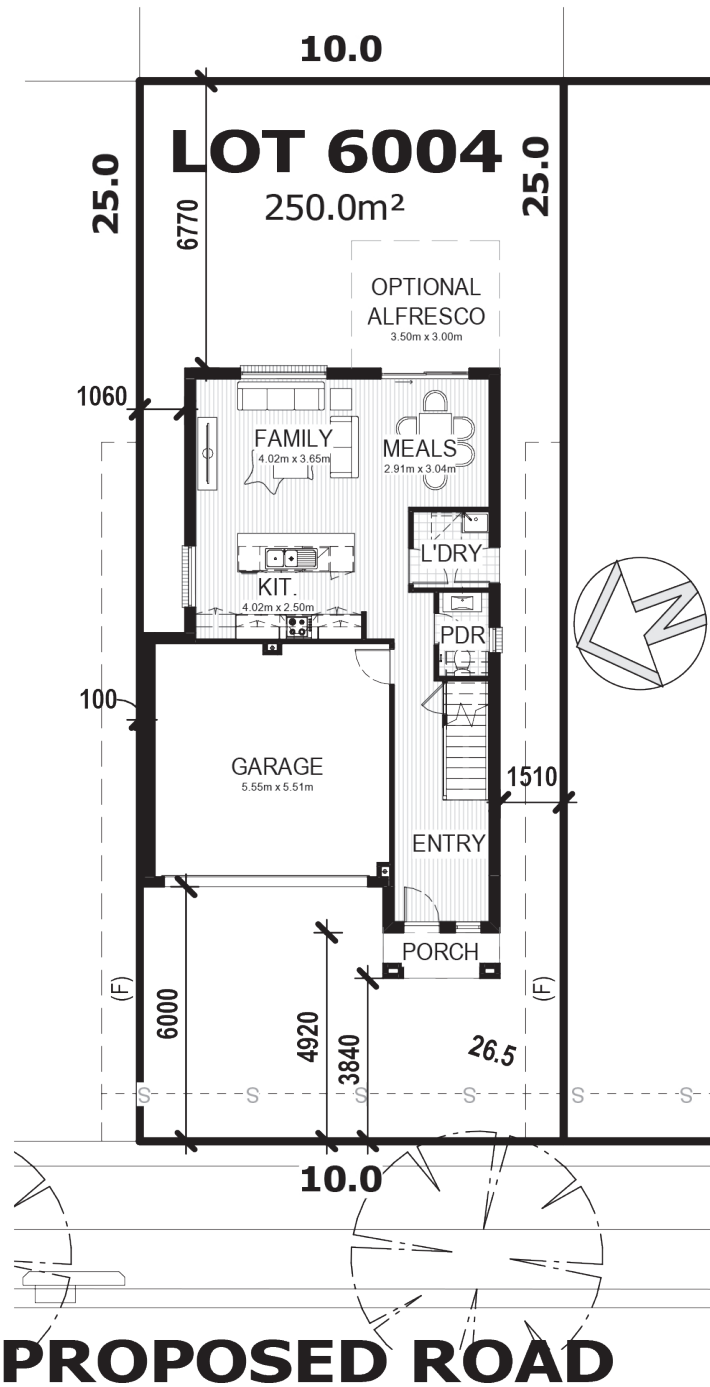 10.0
LOT 6004
250.0m²
25.0
25.0
6770
OPTIONAL
ALFRESCO
3.50m x 3.00m
1060
FAMILY
4.02m x 3.65m
MEALS
2.91m x 3.04m
L'DRY
KIT.
4.02m x 2.50m
PDR
N
100
GARAGE
5.55m x 5.51m
1510
ENTRY
PORCH
(F)
(F)
6000
4920
3840
26.5
S S S S S S
10.0
PROPOSED ROAD